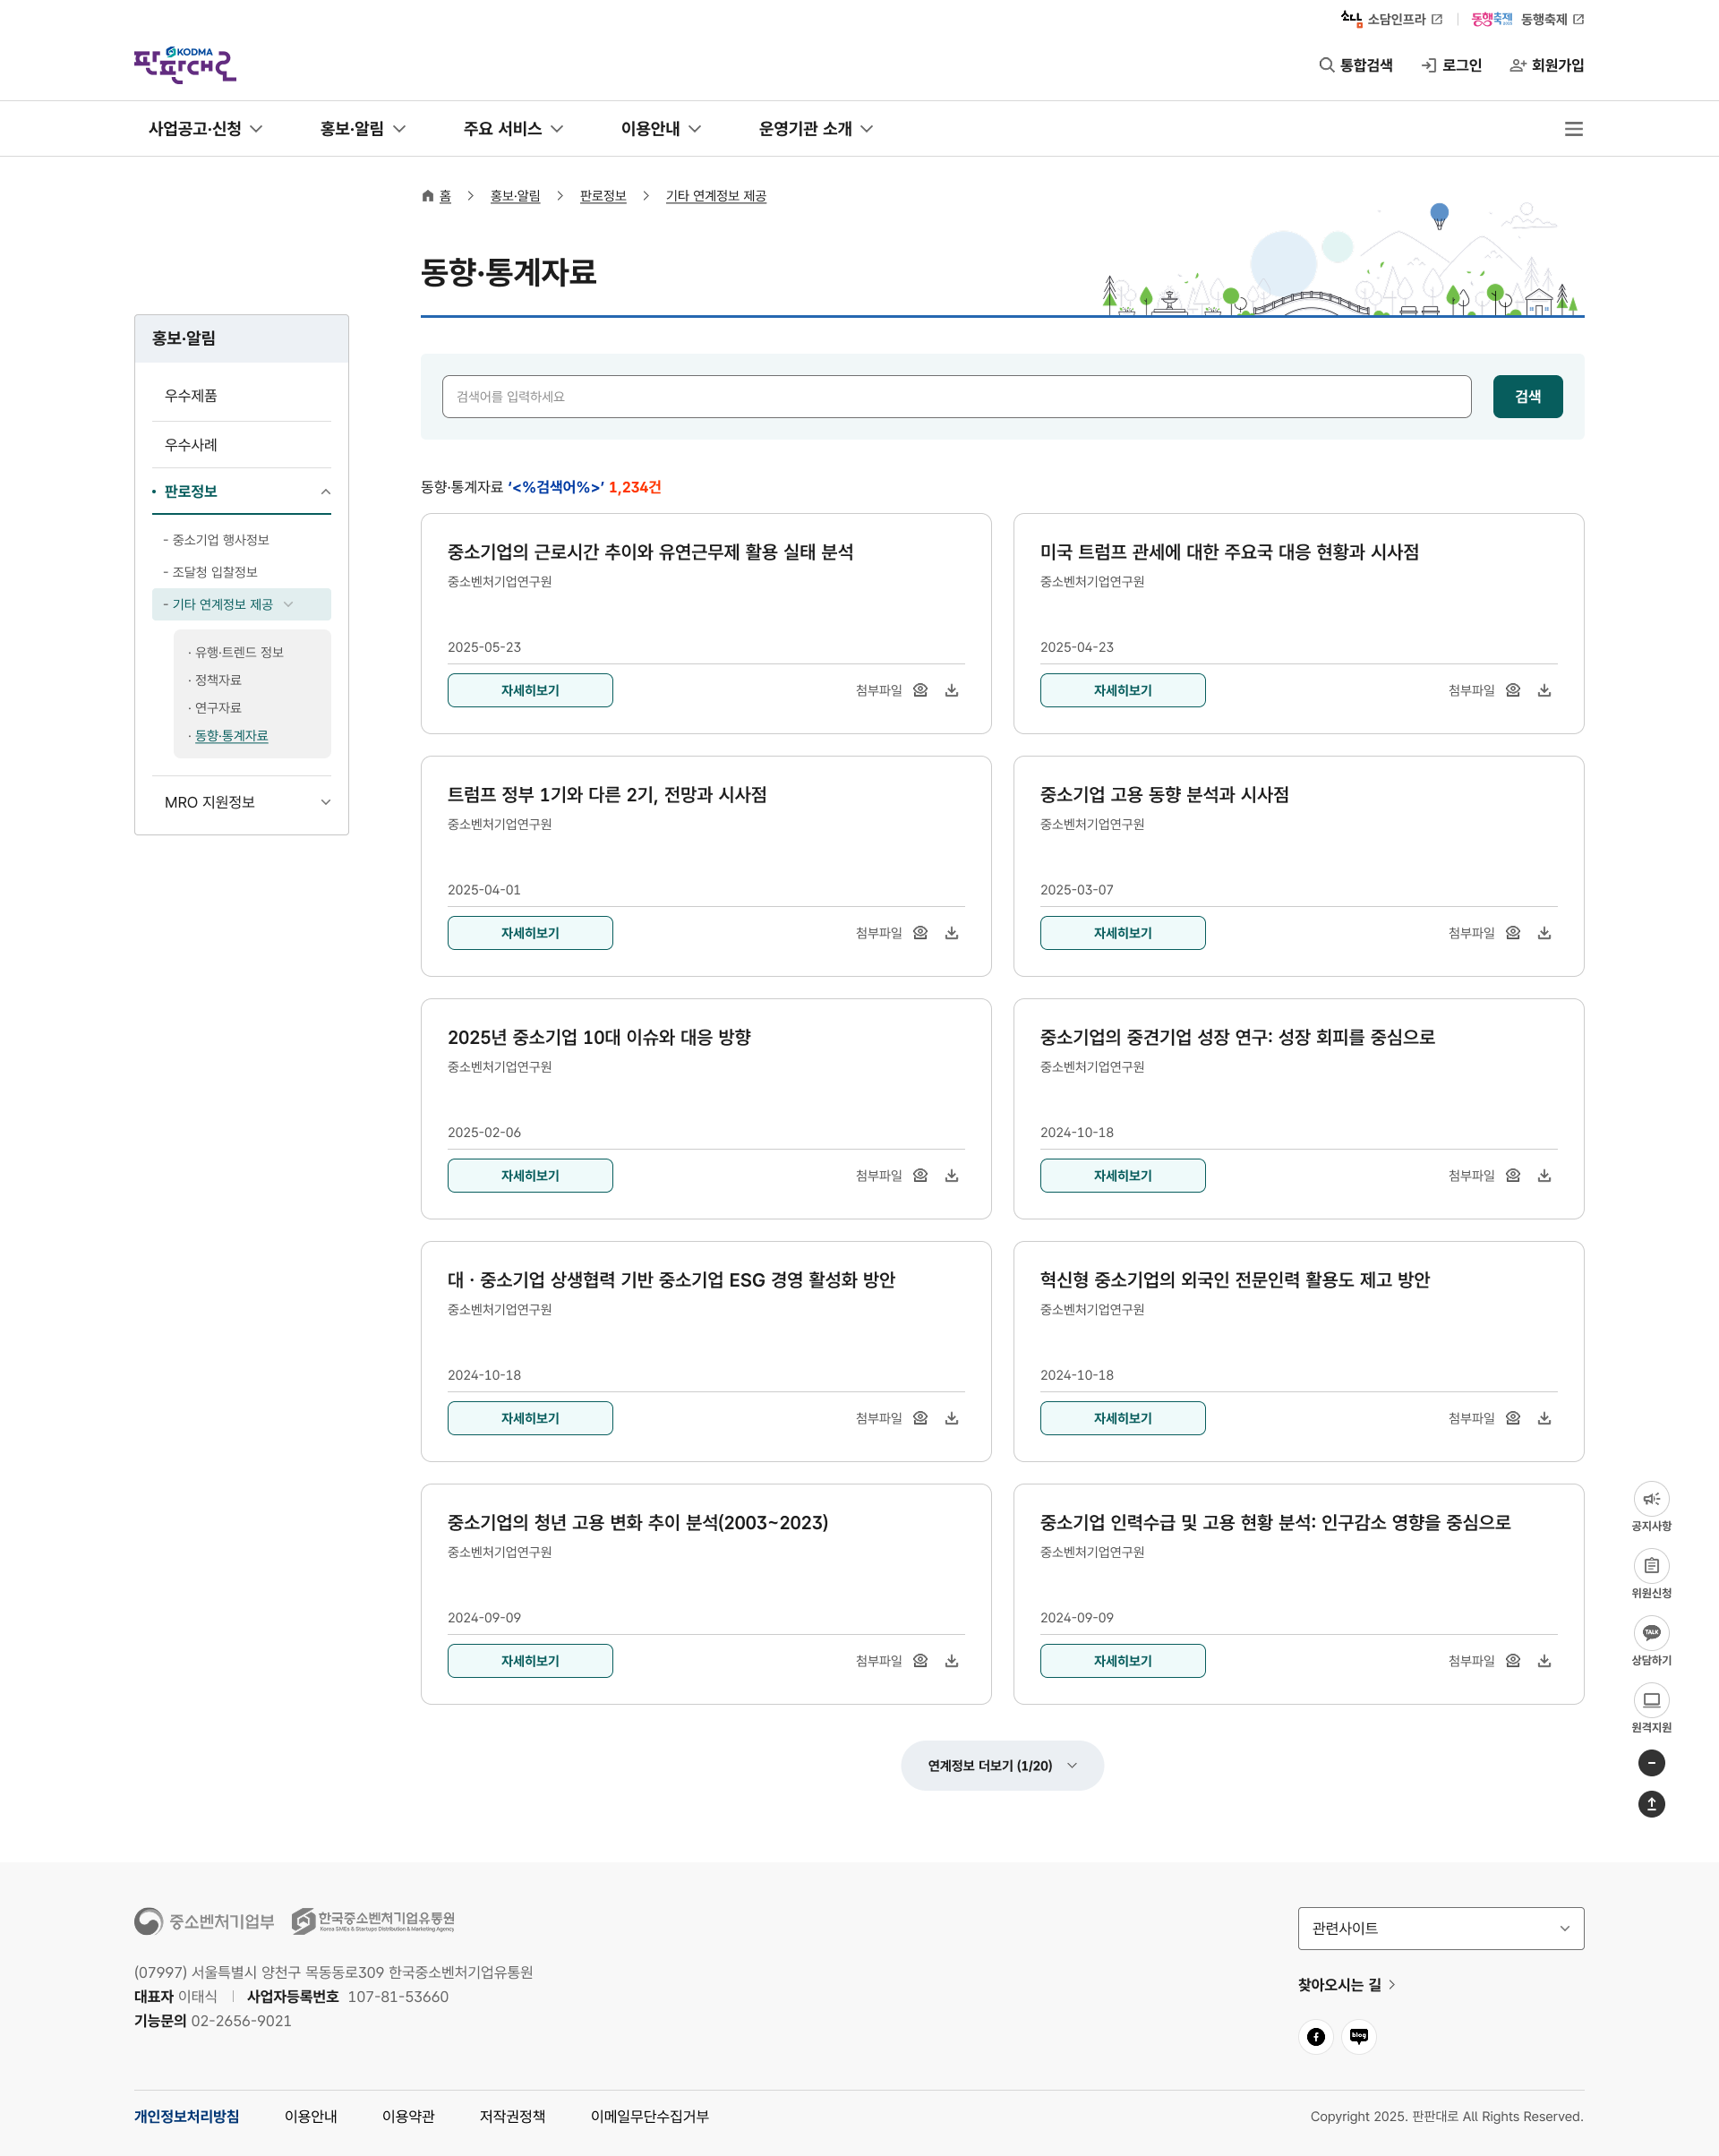 소담 소담인프라
동행축제 동행축제
KODMA
판판대로
통합검색
로그인
회원가입
사업공고·신청
홍보·알림
주요 서비스
이용안내
운영기관 소개
홈
홍보·알림
판로정보
기타 연계정보 제공
동향·통계자료
홍보·알림
우수제품
우수사례
판로정보
- 중소기업 행사정보
- 조달청 입찰정보
- 기타 연계정보 제공
· 유행·트렌드 정보
· 정책자료
· 연구자료
· 동향·통계자료
MRO 지원정보
검색어를 입력하세요
검색
동향·통계자료 ‘<%검색어%>’ 1,234건
중소기업의 근로시간 추이와 유연근무제 활용 실태 분석
중소벤처기업연구원
2025-05-23
자세히보기
첨부파일
미국 트럼프 관세에 대한 주요국 대응 현황과 시사점
중소벤처기업연구원
2025-04-23
자세히보기
첨부파일
트럼프 정부 1기와 다른 2기, 전망과 시사점
중소벤처기업연구원
2025-04-01
자세히보기
첨부파일
중소기업 고용 동향 분석과 시사점
중소벤처기업연구원
2025-03-07
자세히보기
첨부파일
2025년 중소기업 10대 이슈와 대응 방향
중소벤처기업연구원
2025-02-06
자세히보기
첨부파일
중소기업의 중견기업 성장 연구: 성장 회피를 중심으로
중소벤처기업연구원
2024-10-18
자세히보기
첨부파일
대·중소기업 상생협력 기반 중소기업 ESG 경영 활성화 방안
중소벤처기업연구원
2024-10-18
자세히보기
첨부파일
혁신형 중소기업의 외국인 전문인력 활용도 제고 방안
중소벤처기업연구원
2024-10-18
자세히보기
첨부파일
중소기업의 청년 고용 변화 추이 분석(2003~2023)
중소벤처기업연구원
2024-09-09
자세히보기
첨부파일
중소기업 인력수급 및 고용 현황 분석: 인구감소 영향을 중심으로
중소벤처기업연구원
2024-09-09
자세히보기
첨부파일
연계정보 더보기 (1/20)
공지사항
위원신청
TALK
상담하기
원격지원
중소벤처기업부
한국중소벤처기업유통원
Korea SMEs & Startups Distribution & Marketing Agency
(07997) 서울특별시 양천구 목동동로309 한국중소벤처기업유통원
대표자 이태식 | 사업자등록번호 107-81-53660
기능문의 02-2656-9021
관련사이트
찾아오시는 길
blog
개인정보처리방침
이용안내
이용약관
저작권정책
이메일무단수집거부
Copyright 2025. 판판대로 All Rights Reserved.